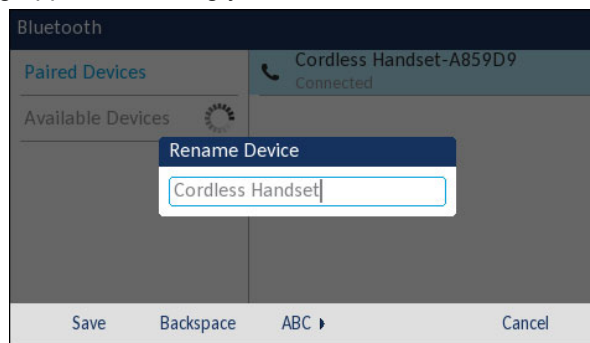 Bluetooth
Paired Devices
Cordless Handset-A859D9
Connected
Available Devices
Rename Device
Cordless Handset
Save Backspace ABC Cancel